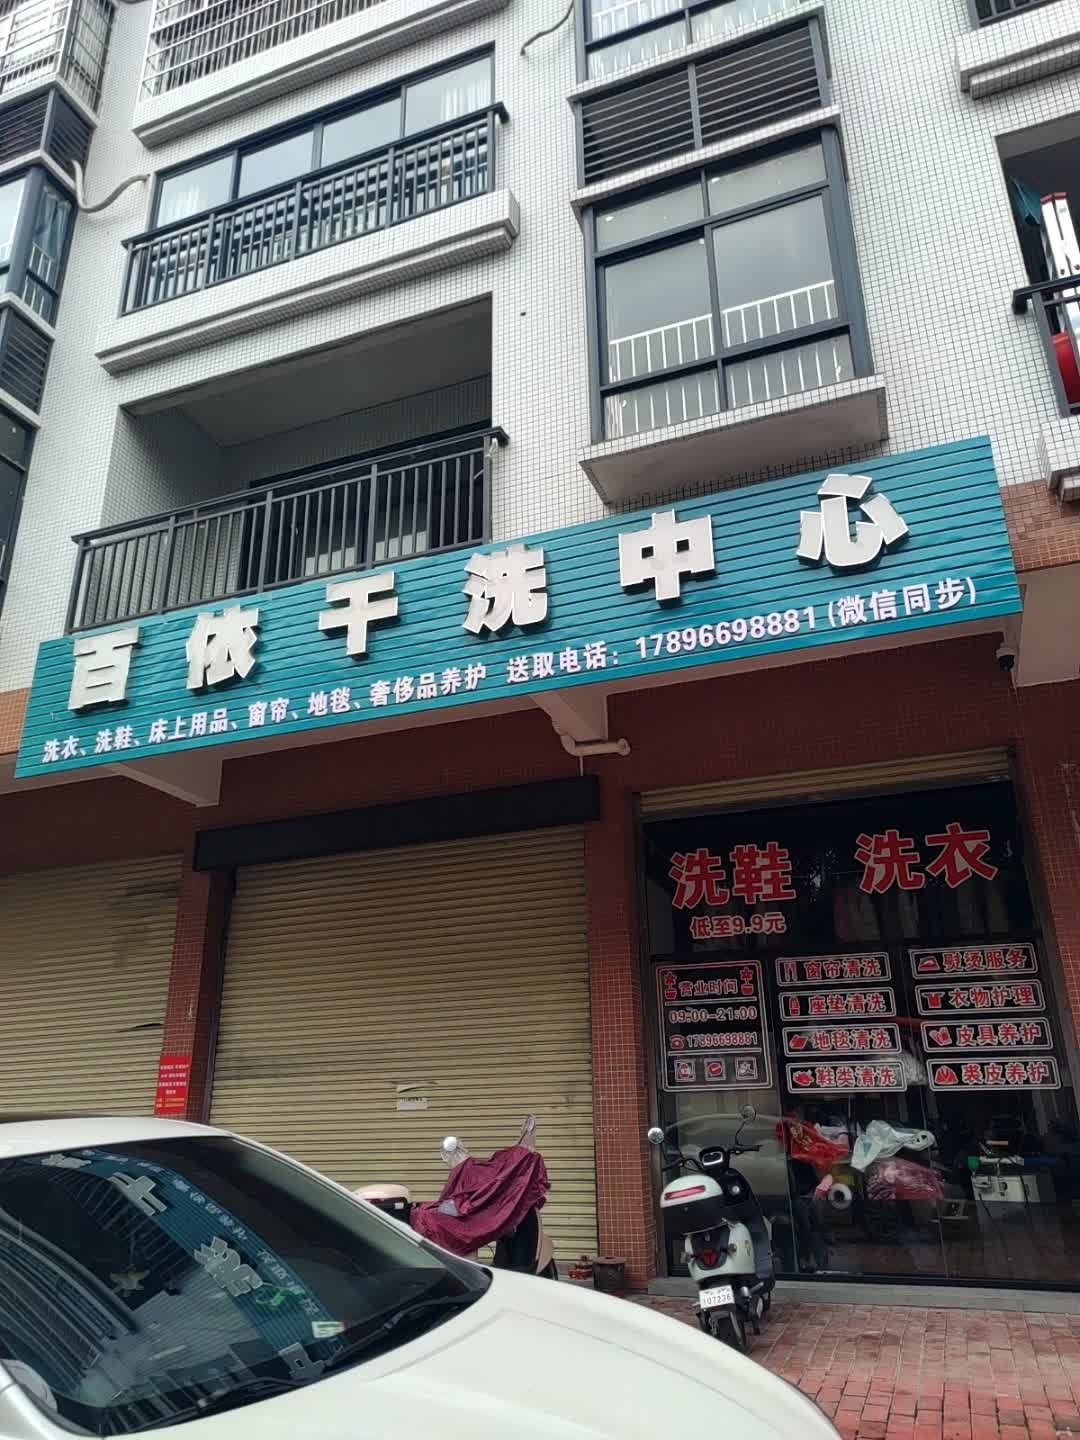 百依干洗中心
洗衣、洗鞋、床上用品、窗帘、地毯、奢侈品养护 送取电话：17896698881(微信同步)
洗鞋 洗衣
低至9.9元
营业时间
09:00-21:00
17896698881
窗帘清洗
座垫清洗
地毯清洗
鞋类清洗
熨烫服务
衣物护理
皮具养护
裘皮养护
107236